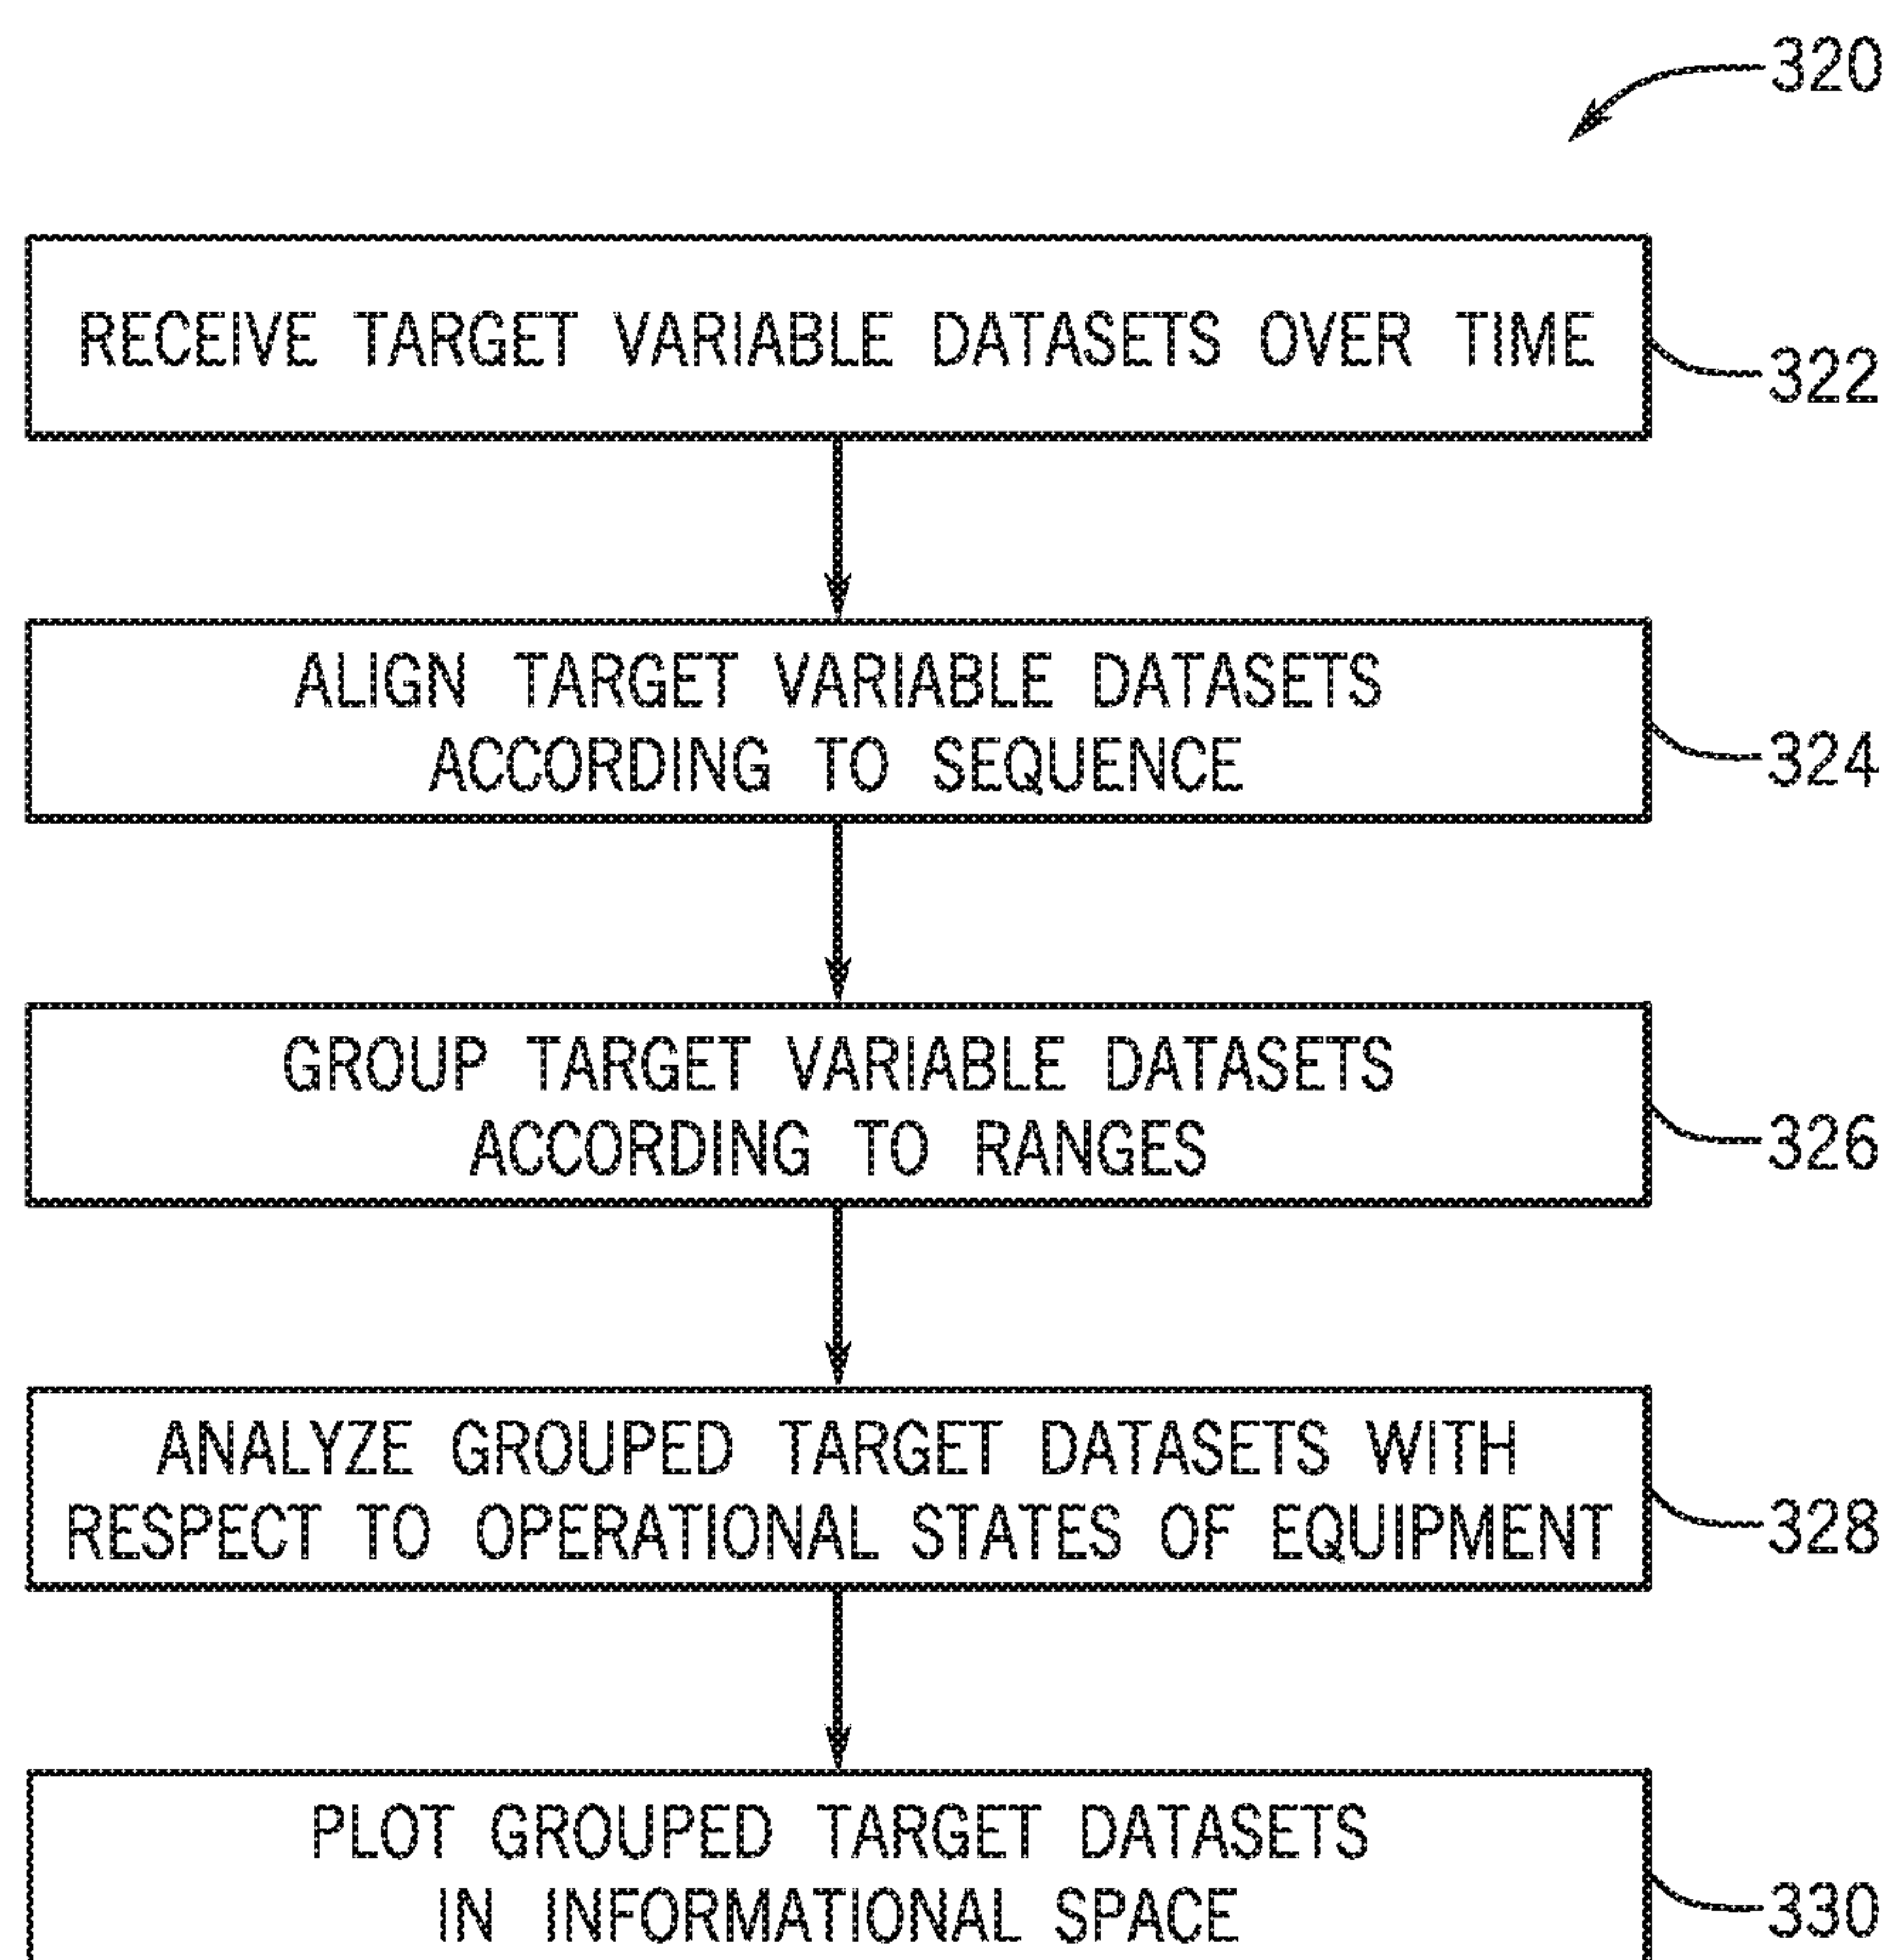 320
RECEIVE TARGET VARIABLE DATASETS OVER TIME
322
ALIGN TARGET VARIABLE DATASETS
ACCORDING TO SEQUENCE
324
GROUP TARGET VARIABLE DATASETS
ACCORDING TO RANGES
326
ANALYZE GROUPED TARGET DATASETS WITH
RESPECT TO OPERATIONAL STATES OF EQUIPMENT
328
PLOT GROUPED TARGET DATASETS
IN INFORMATIONAL SPACE
330